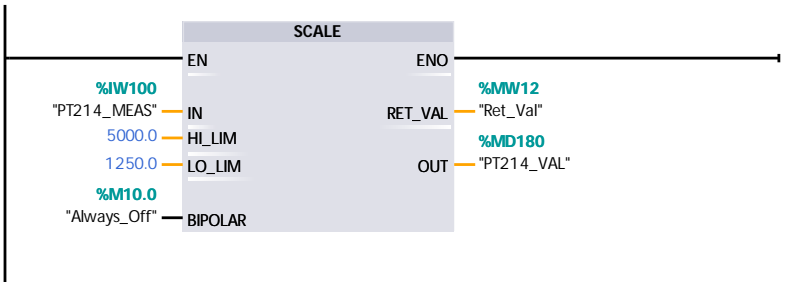 SCALE
EN ENO
%IW100 %MW12
"PT214_MEAS" IN RET_VAL "Ret_Val"
5000.0 HI_LIM %MD180
1250.0 LO_LIM OUT "PT214_VAL"
%M10.0
"Always_Off" BIPOLAR